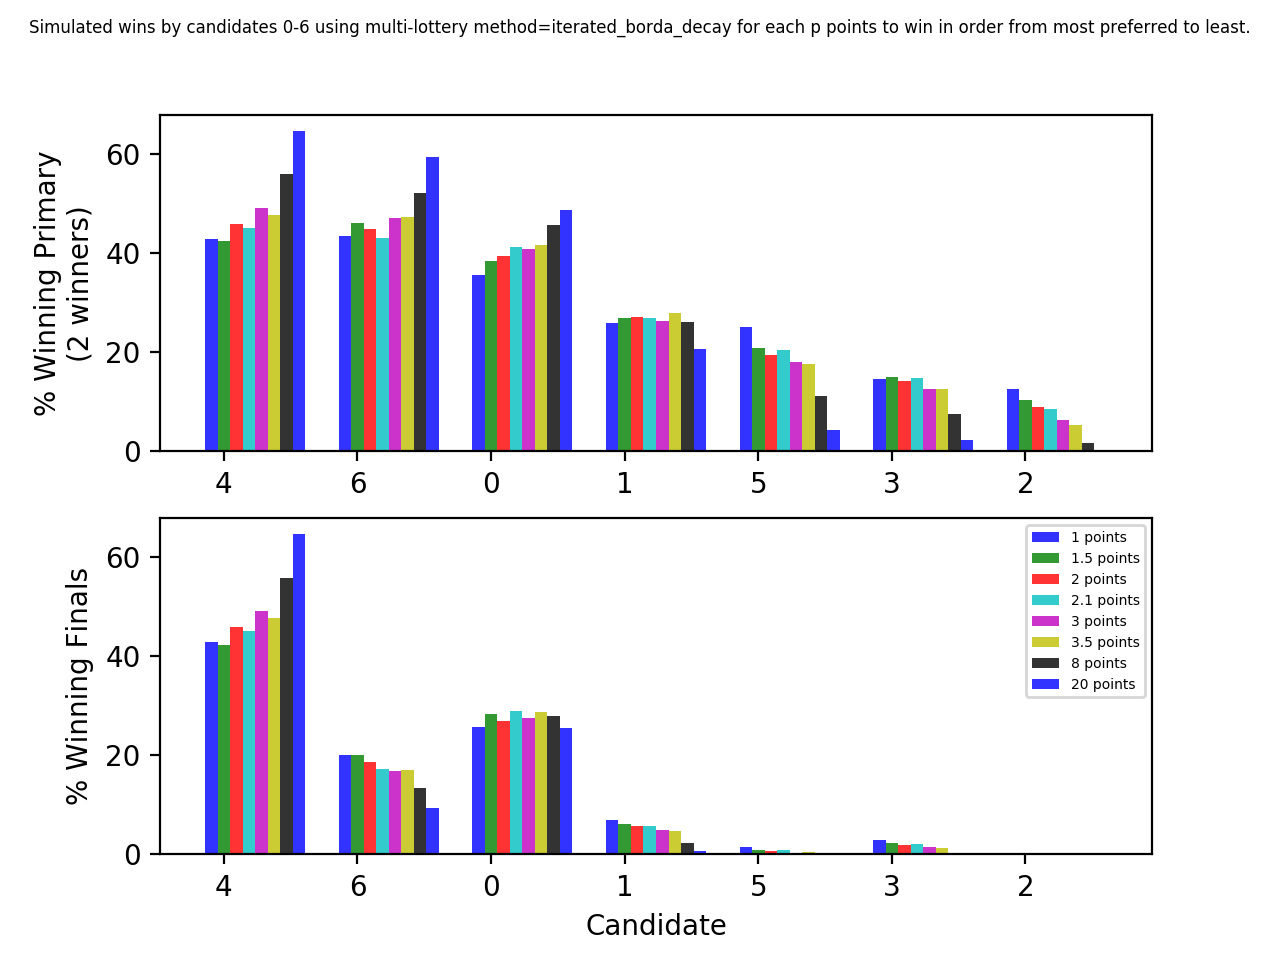 Simulated wins by candidates 0-6 using multi-lottery method=iterated_borda_decay for each p points to win in order from most preferred to least.
% Winning Primary
(2 winners)
60
40
20
0
4 6 0 1 5 3 2
% Winning Finals
60
40
20
0
1 points
1.5 points
2 points
2.1 points
3 points
3.5 points
8 points
20 points
4 6 0 1 5 3 2
Candidate